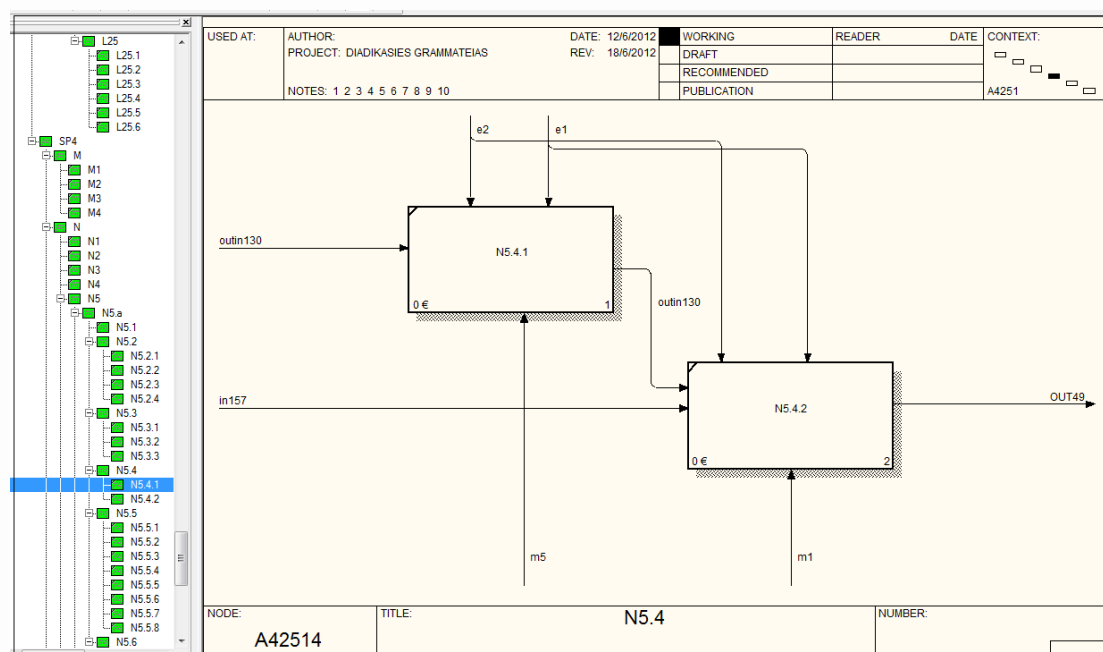 L25
L25.1
L25.2
L25.3
L25.4
L25.5
L25.6
SP4
M
M1
M2
M3
M4
N
N1
N2
N3
N4
N5
N5.a
N5.1
N5.2
N5.2.1
N5.2.2
N5.2.3
N5.2.4
N5.3
N5.3.1
N5.3.2
N5.3.3
N5.4
N5.4.1
N5.4.2
N5.5
N5.5.1
N5.5.2
N5.5.3
N5.5.4
N5.5.5
N5.5.6
N5.5.7
N5.5.8
N5.6
USED AT:
AUTHOR:
PROJECT: DIADIKASIES GRAMMATEIAS
NOTES: 1 2 3 4 5 6 7 8 9 10
DATE: 12/6/2012
REV: 18/6/2012
WORKING
DRAFT
RECOMMENDED
PUBLICATION
READER DATE
CONTEXT:
A4251
e2
e1
outin130
N5.4.1
0 € 1
outin130
in157
N5.4.2
0 € 2
OUT49
m5
m1
NODE:
A42514
TITLE:
N5.4
NUMBER: